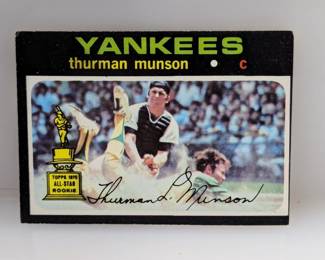 YANKEES
thurman munson • c
TOPPS 1970
ALL-STAR
ROOKIE
Thurman L. Munson